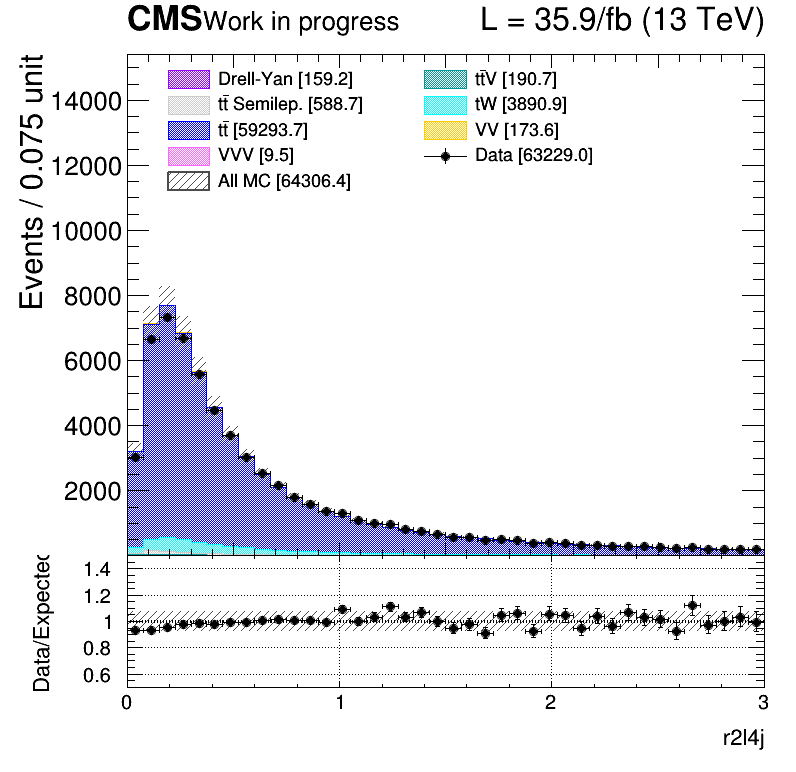 CMS Work in progress L = 35.9/fb (13 TeV)
Events / 0.075 unit
14000
12000
10000
8000
6000
4000
2000
Drell-Yan [159.2]
tt̄ Semilep. [588.7]
tt̄ [59293.7]
VVV [9.5]
All MC [64306.4]
tt̄V [190.7]
tW [3890.9]
VV [173.6]
Data [63229.0]
Data/Expected
1.4
1.2
1
0.8
0.6
0 1 2 3
r2l4j